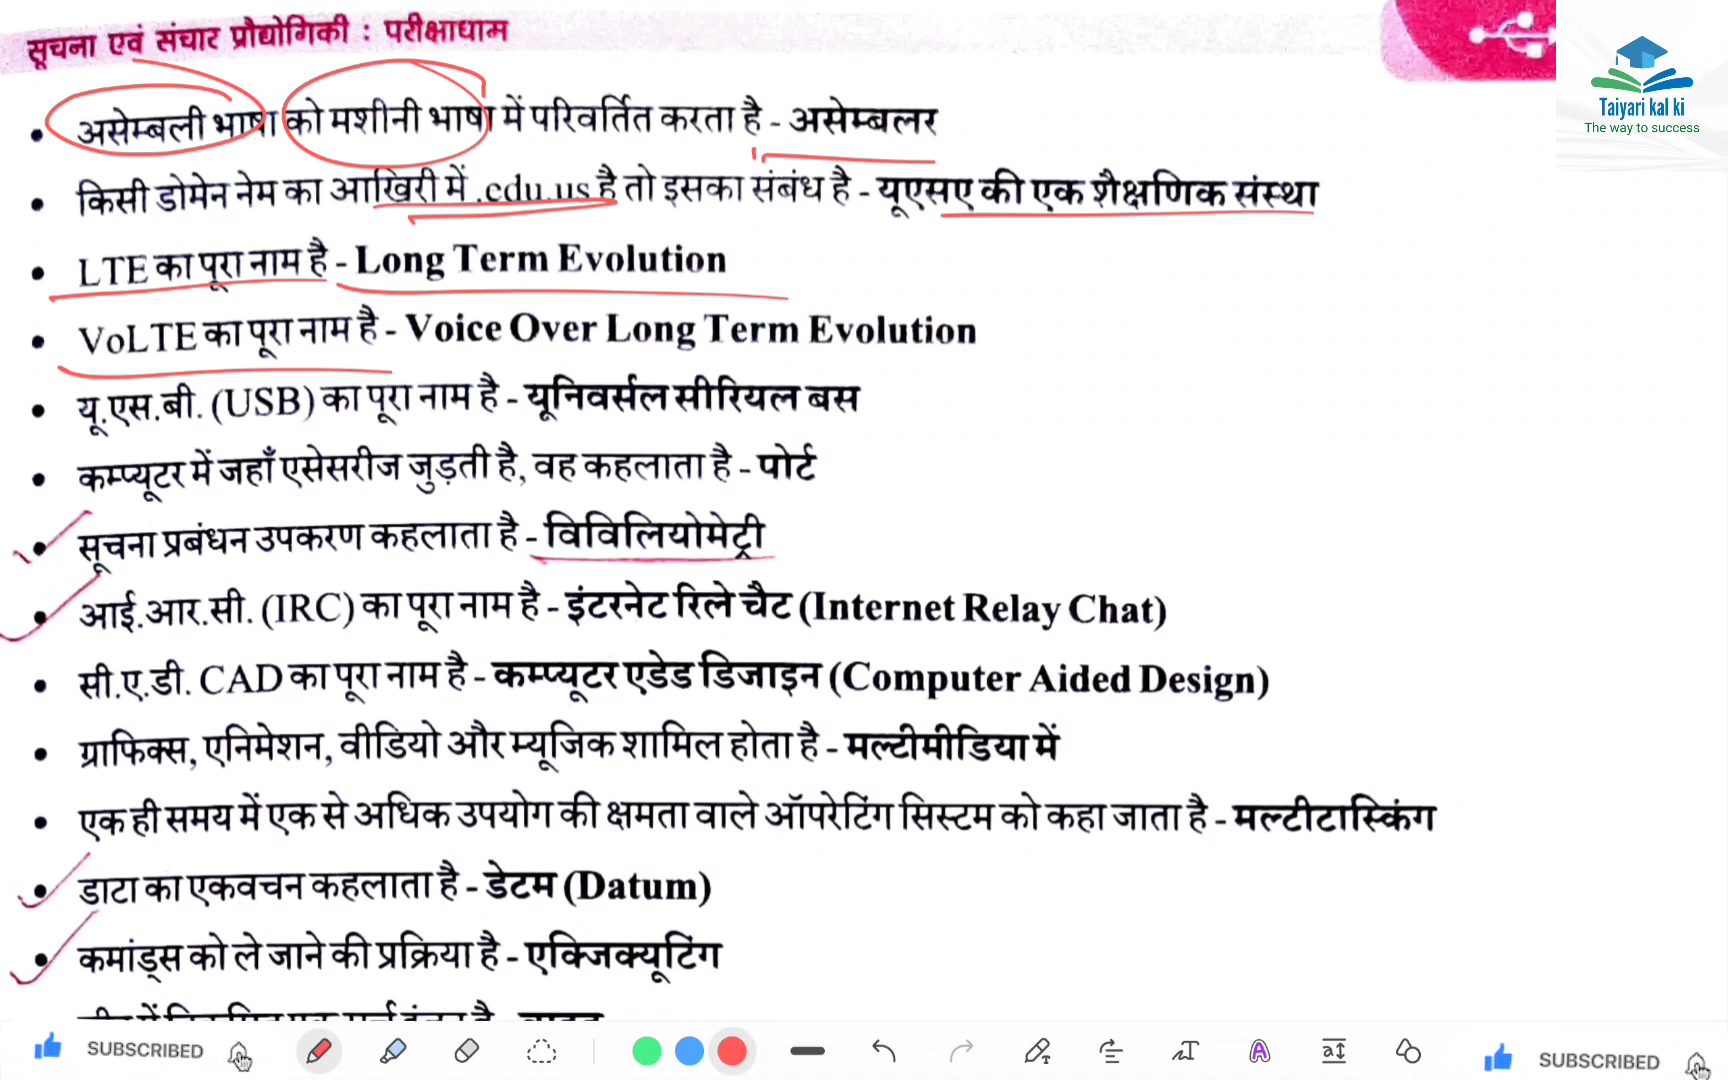 सूचना एवं संचार प्रौद्योगिकी : परीक्षाधाम
Taiyari kal ki
The way to success
• असेम्बली भाषा को मशीनी भाषा में परिवर्तित करता है - असेम्बलर
• किसी डोमेन नेम का आखिरी में .edu.us है तो इसका संबंध है - यूएसए की एक शैक्षणिक संस्था
• LTE का पूरा नाम है - Long Term Evolution
• VoLTE का पूरा नाम है - Voice Over Long Term Evolution
• यू.एस.बी. (USB) का पूरा नाम है - यूनिवर्सल सीरियल बस
• कम्प्यूटर में जहाँ एसेसरीज जुड़ती है, वह कहलाता है - पोर्ट
• सूचना प्रबंधन उपकरण कहलाता है - विविलियोमेट्री
• आई.आर.सी. (IRC) का पूरा नाम है - इंटरनेट रिले चैट (Internet Relay Chat)
• सी.ए.डी. CAD का पूरा नाम है - कम्प्यूटर एडेड डिजाइन (Computer Aided Design)
• ग्राफिक्स, एनिमेशन, वीडियो और म्यूजिक शामिल होता है - मल्टीमीडिया में
• एक ही समय में एक से अधिक उपयोग की क्षमता वाले ऑपरेटिंग सिस्टम को कहा जाता है - मल्टीटास्किंग
• डाटा का एकवचन कहलाता है - डेटम (Datum)
• कमांड्स को ले जाने की प्रक्रिया है - एक्जिक्यूटिंग
SUBSCRIBED
SUBSCRIBED